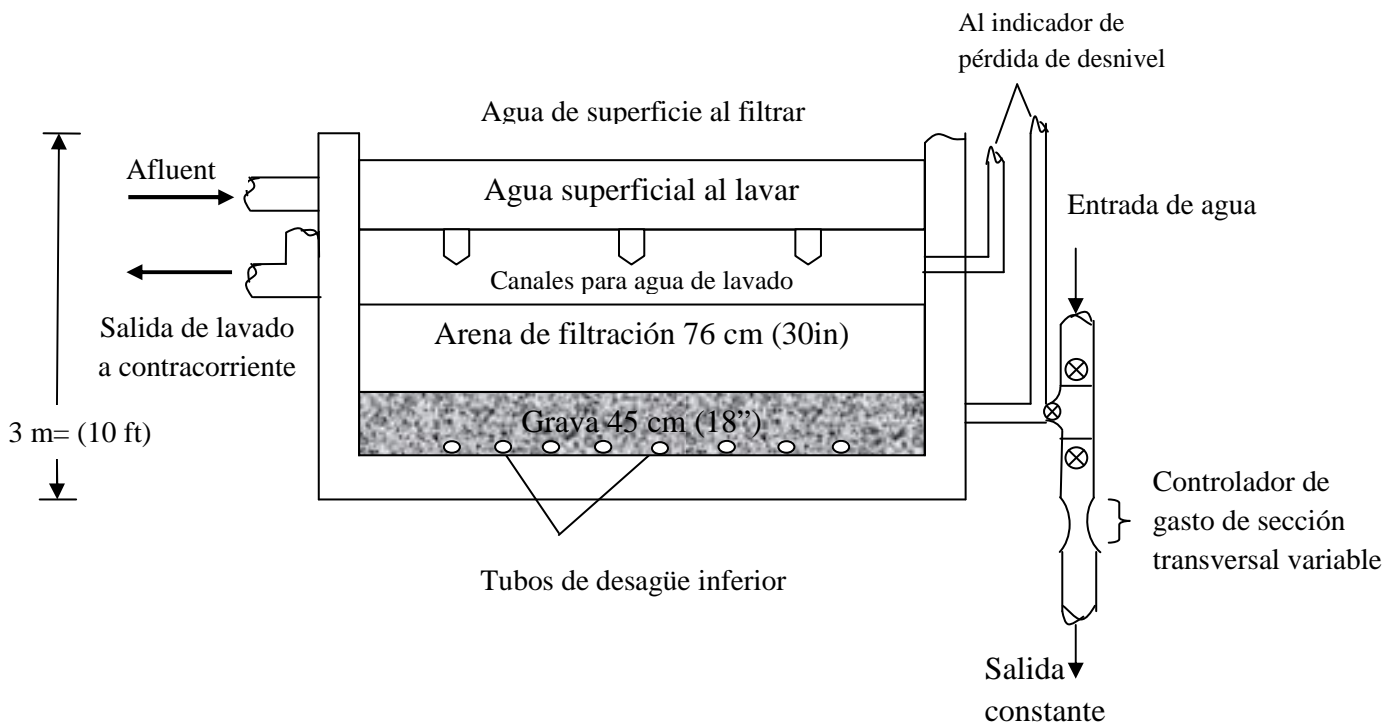 Al indicador de
pérdida de desnivel
Agua de superficie al filtrar
Afluent
Agua superficial al lavar
Entrada de agua
Canales para agua de lavado
Salida de lavado
a contracorriente
Arena de filtración 76 cm (30in)
3 m= (10 ft)
Grava 45 cm (18”)
Controlador de
gasto de sección
transversal variable
Tubos de desagüe inferior
Salida
constante